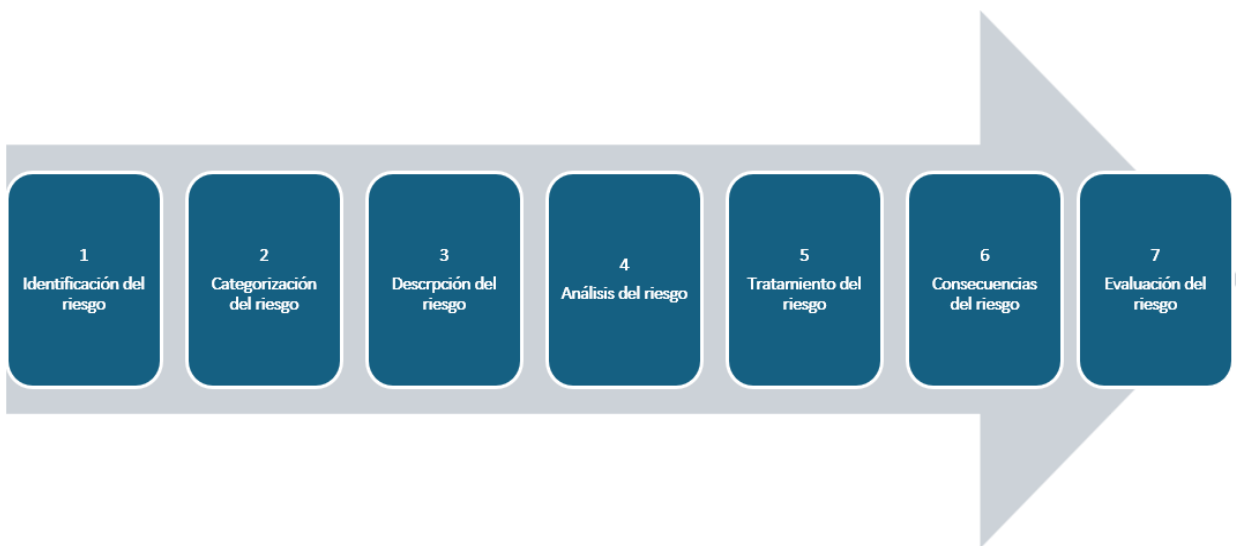 1
Identificación del
riesgo
2
Categorización
del riesgo
3
Descrpción del
riesgo
4
Análisis del riesgo
5
Tratamiento del
riesgo
6
Consecuencias
del riesgo
7
Evaluación del
riesgo